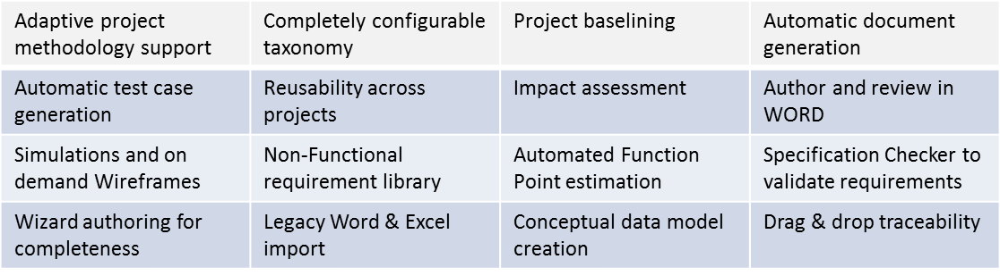 Adaptive project
methodology support
Completely configurable
taxonomy
Project baselining
Automatic document
generation
Automatic test case
generation
Reusability across
projects
Impact assessment
Author and review in
WORD
Simulations and on
demand Wireframes
Non-Functional
requirement library
Automated Function
Point estimation
Specification Checker to
validate requirements
Wizard authoring for
completeness
Legacy Word & Excel
import
Conceptual data model
creation
Drag & drop traceability